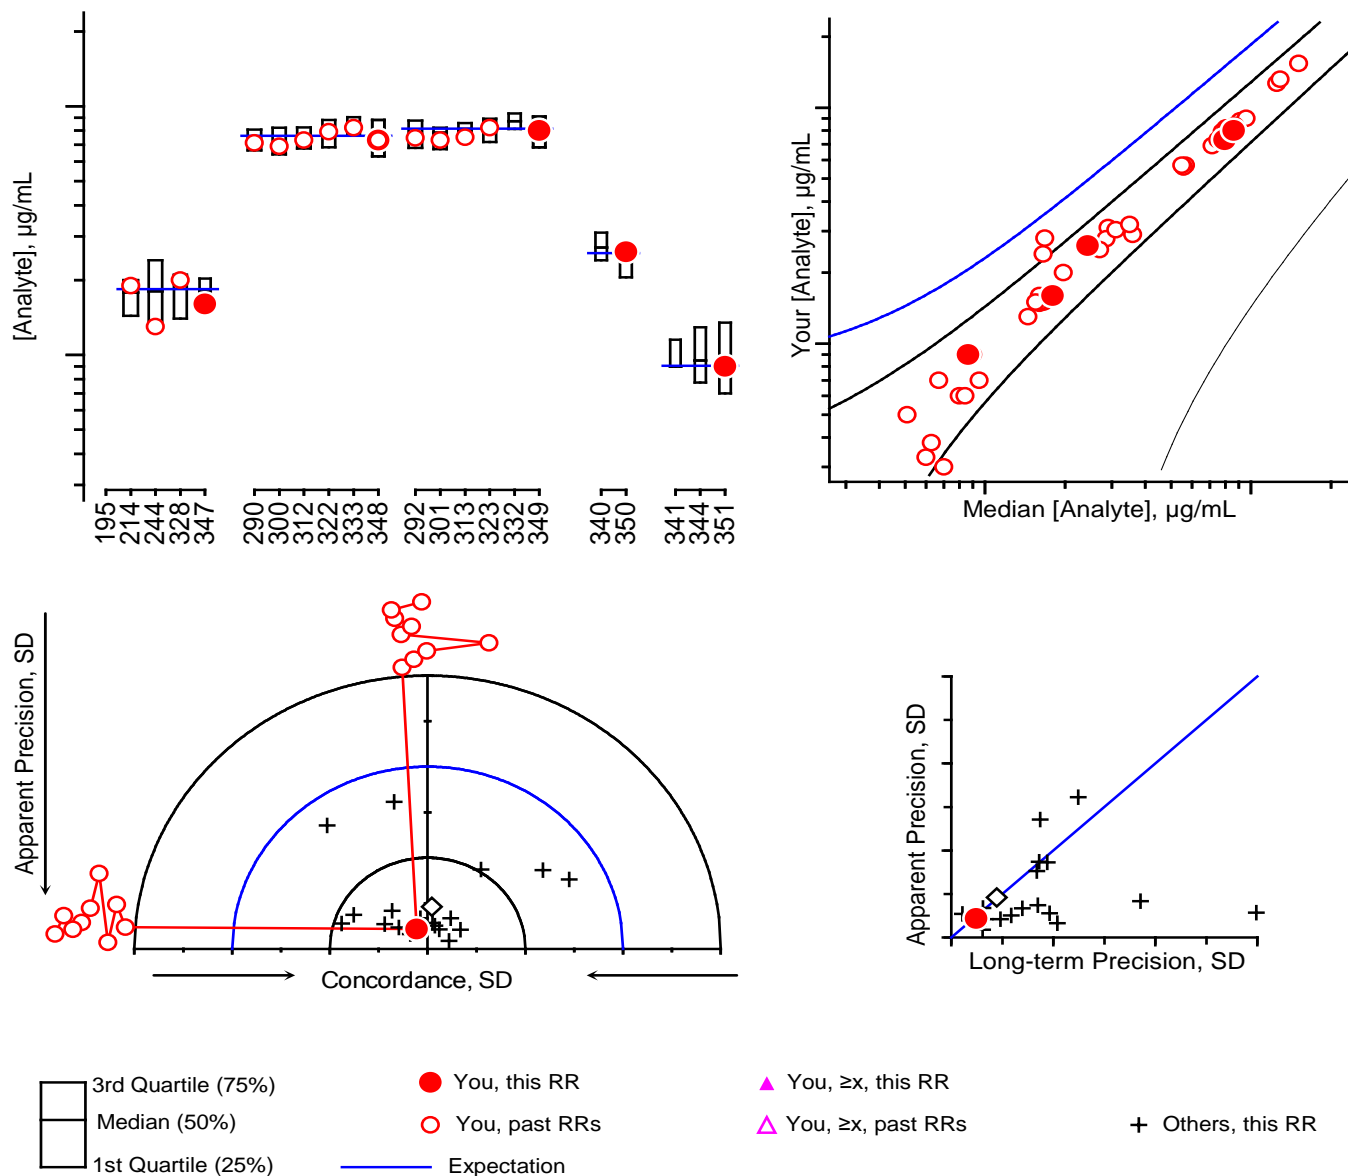 [Analyte], µg/mL
195
214
244
328
347
290
300
312
322
333
348
292
301
313
323
332
349
340
350
341
344
351
Your [Analyte], µg/mL
Median [Analyte], µg/mL
Apparent Precision, SD
Concordance, SD
Apparent Precision, SD
Long-term Precision, SD
3rd Quartile (75%)
Median (50%)
1st Quartile (25%)
You, this RR
You, past RRs
Expectation
You, ≥x, this RR
You, ≥x, past RRs
Others, this RR